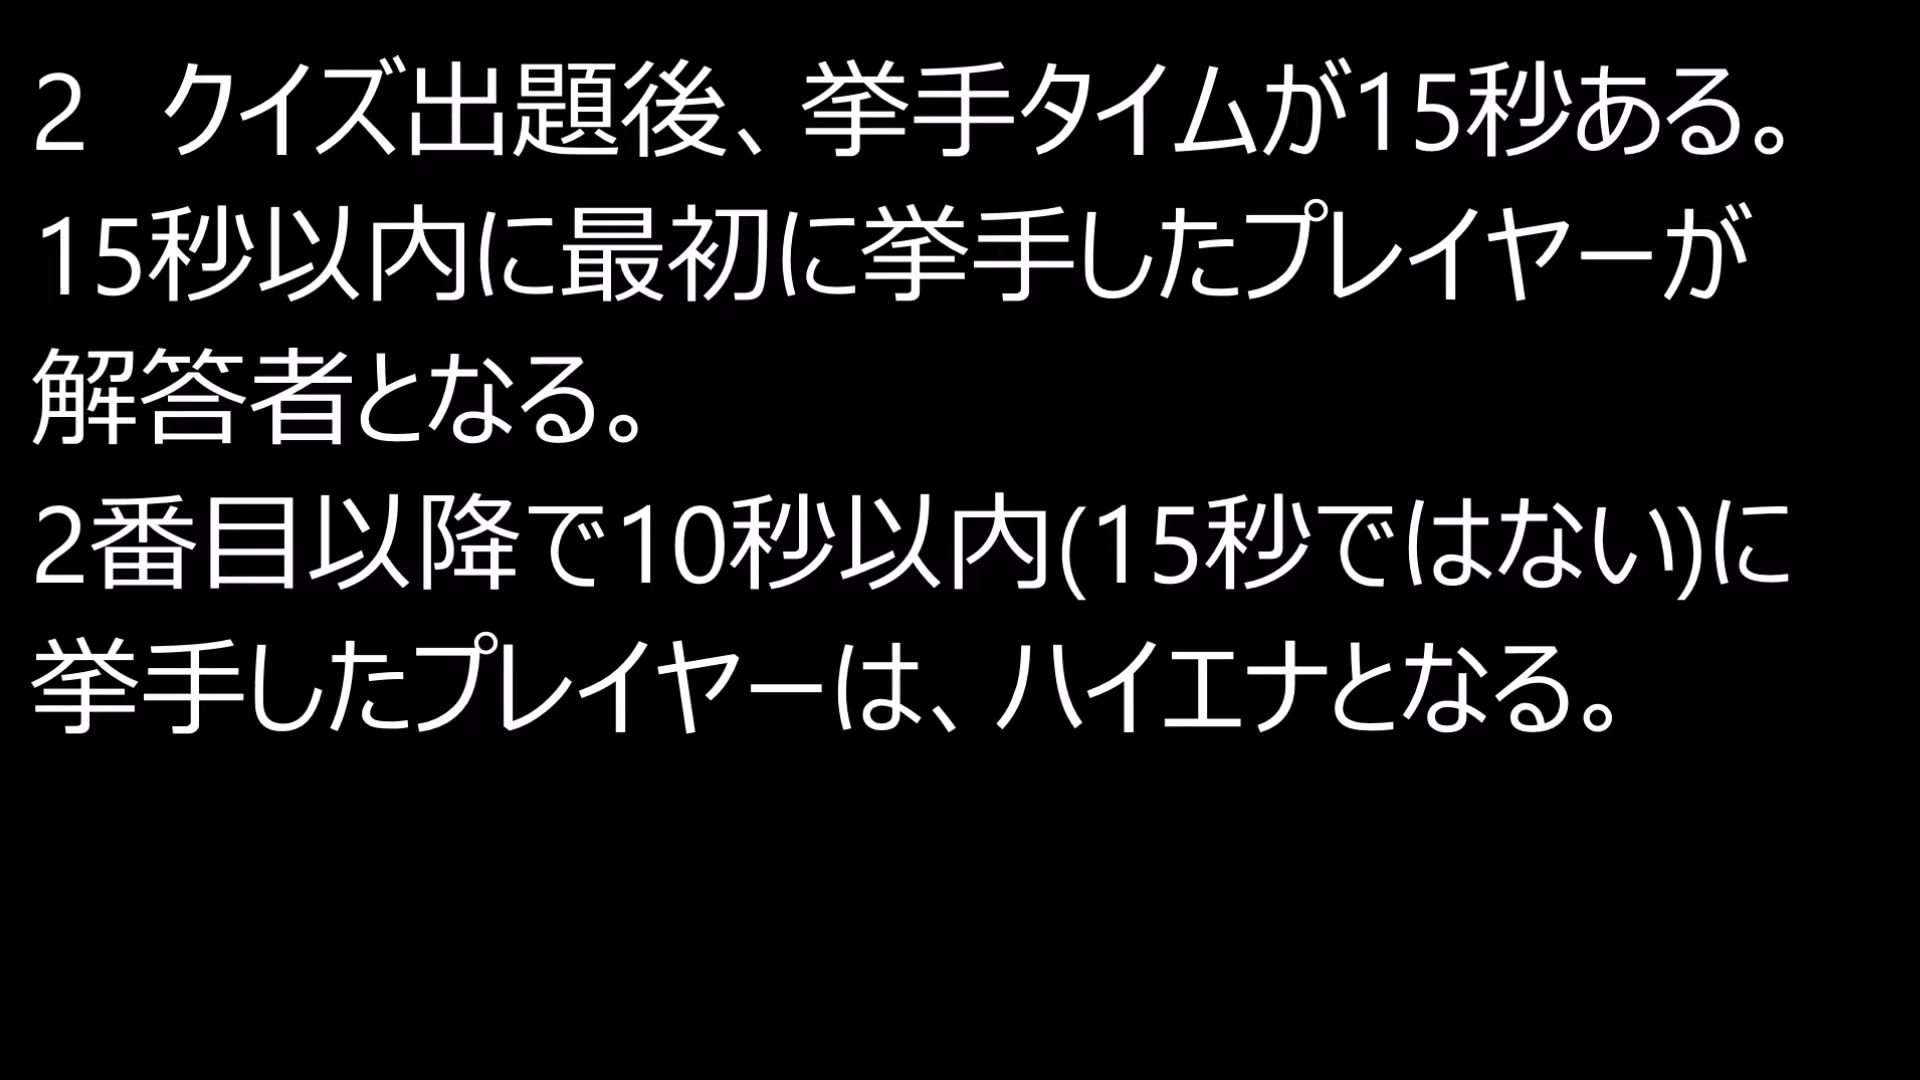 2　クイズ出題後、挙手タイムが15秒ある。
15秒以内に最初に挙手したプレイヤーが
解答者となる。
2番目以降で10秒以内(15秒ではない)に
挙手したプレイヤーは、ハイエナとなる。